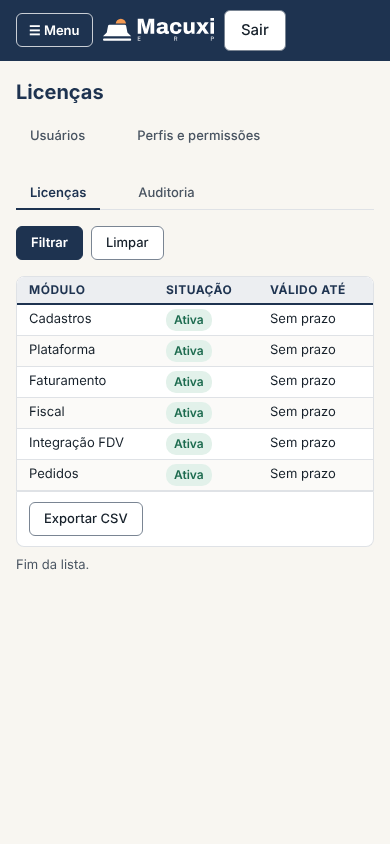 ☰ Menu
Macuxi
E R P
Sair
Licenças
Usuários
Perfis e permissões
Licenças
Auditoria
Filtrar
Limpar
MÓDULO SITUAÇÃO VÁLIDO ATÉ
Cadastros Ativa Sem prazo
Plataforma Ativa Sem prazo
Faturamento Ativa Sem prazo
Fiscal Ativa Sem prazo
Integração FDV Ativa Sem prazo
Pedidos Ativa Sem prazo
Exportar CSV
Fim da lista.